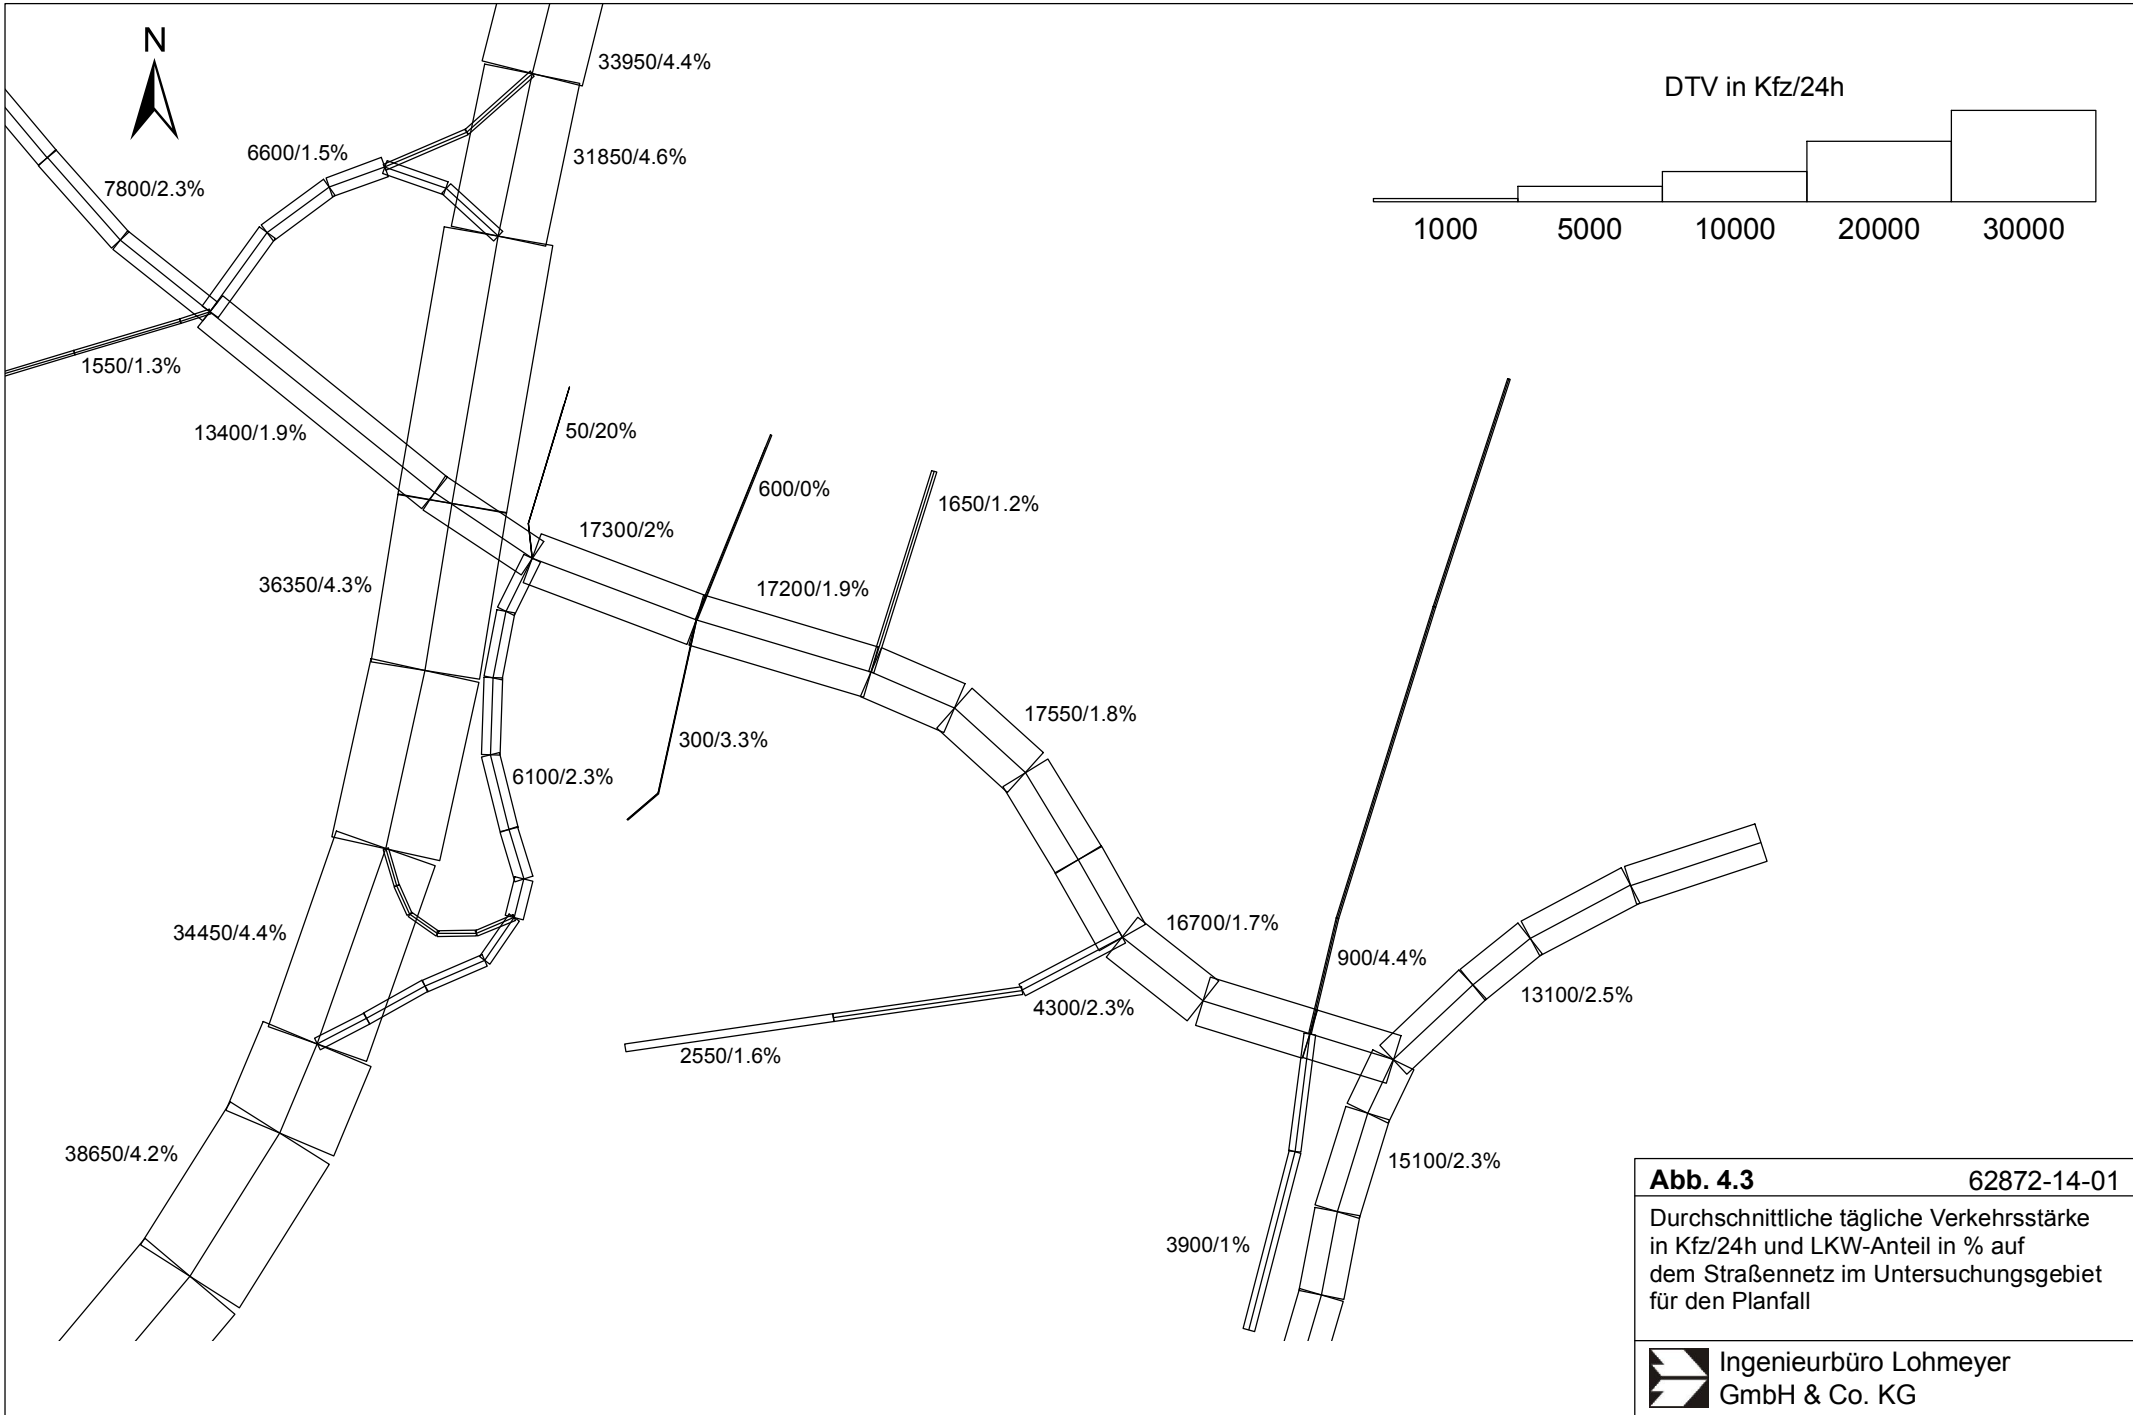 N
33950/4.4%
DTV in Kfz/24h
31850/4.6%
6600/1.5%
7800/2.3%
1000 5000 10000 20000 30000
1550/1.3%
13400/1.9%
50/20%
600/0%
1650/1.2%
17300/2%
36350/4.3%
17200/1.9%
17550/1.8%
300/3.3%
6100/2.3%
34450/4.4%
16700/1.7%
900/4.4%
4300/2.3%
13100/2.5%
2550/1.6%
38650/4.2%
15100/2.3%
3900/1%
Abb. 4.3 62872-14-01
Durchschnittliche tägliche Verkehrsstärke
in Kfz/24h und LKW-Anteil in % auf
dem Straßennetz im Untersuchungsgebiet
für den Planfall
Ingenieurbüro Lohmeyer
GmbH & Co. KG